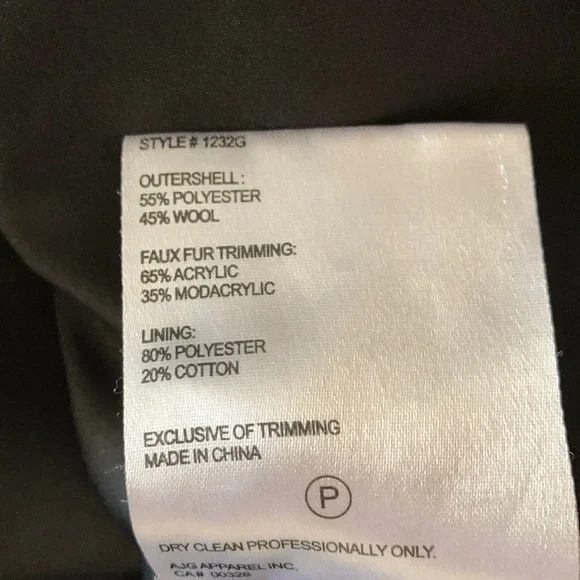 STYLE # 1232G
OUTERSHELL:
55% POLYESTER
45% WOOL
FAUX FUR TRIMMING:
65% ACRYLIC
35% MODACRYLIC
LINING:
80% POLYESTER
20% COTTON
EXCLUSIVE OF TRIMMING
MADE IN CHINA
P
DRY CLEAN PROFESSIONALLY ONLY.
AJG APPAREL INC.
CA#